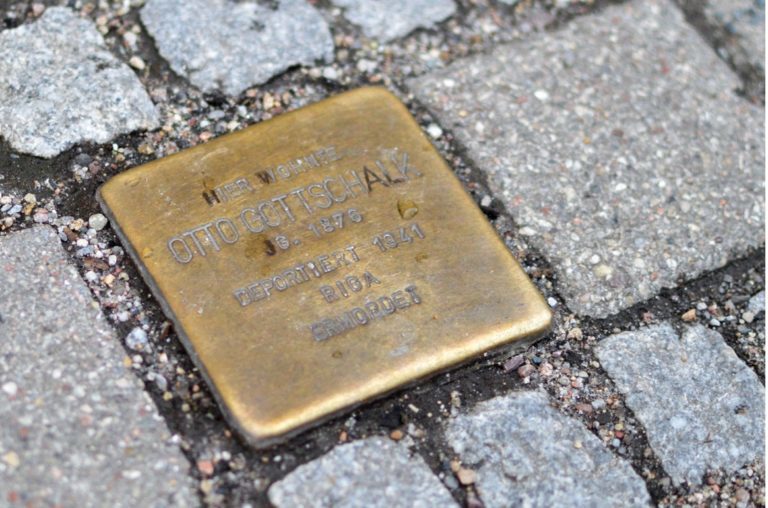 HIER WOHNTE
OTTO GOTTSCHALK
JG. 1876
DEPORTIERT 1941
RIGA
ERMORDET